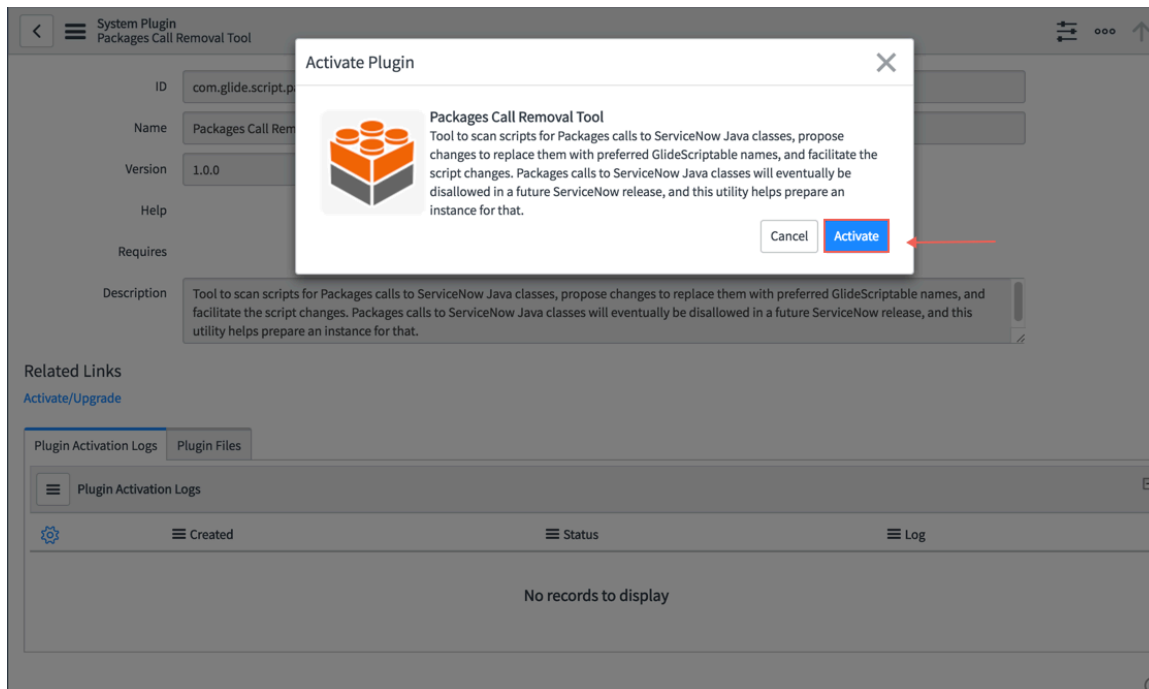 System Plugin
Packages Call Removal Tool
Activate Plugin
ID com.glide.script.p
Name Packages Call Rem
Version 1.0.0
Help
Requires
Packages Call Removal Tool
Tool to scan scripts for Packages calls to ServiceNow Java classes, propose
changes to replace them with preferred GlideScriptable names, and facilitate the
script changes. Packages calls to ServiceNow Java classes will eventually be
disallowed in a future ServiceNow release, and this utility helps prepare an
instance for that.
Cancel Activate
Description Tool to scan scripts for Packages calls to ServiceNow Java classes, propose changes to replace them with preferred GlideScriptable names, and
facilitate the script changes. Packages calls to ServiceNow Java classes will eventually be disallowed in a future ServiceNow release, and this
utility helps prepare an instance for that.
Related Links
Activate/Upgrade
Plugin Activation Logs Plugin Files
Plugin Activation Logs
Created Status Log
No records to display